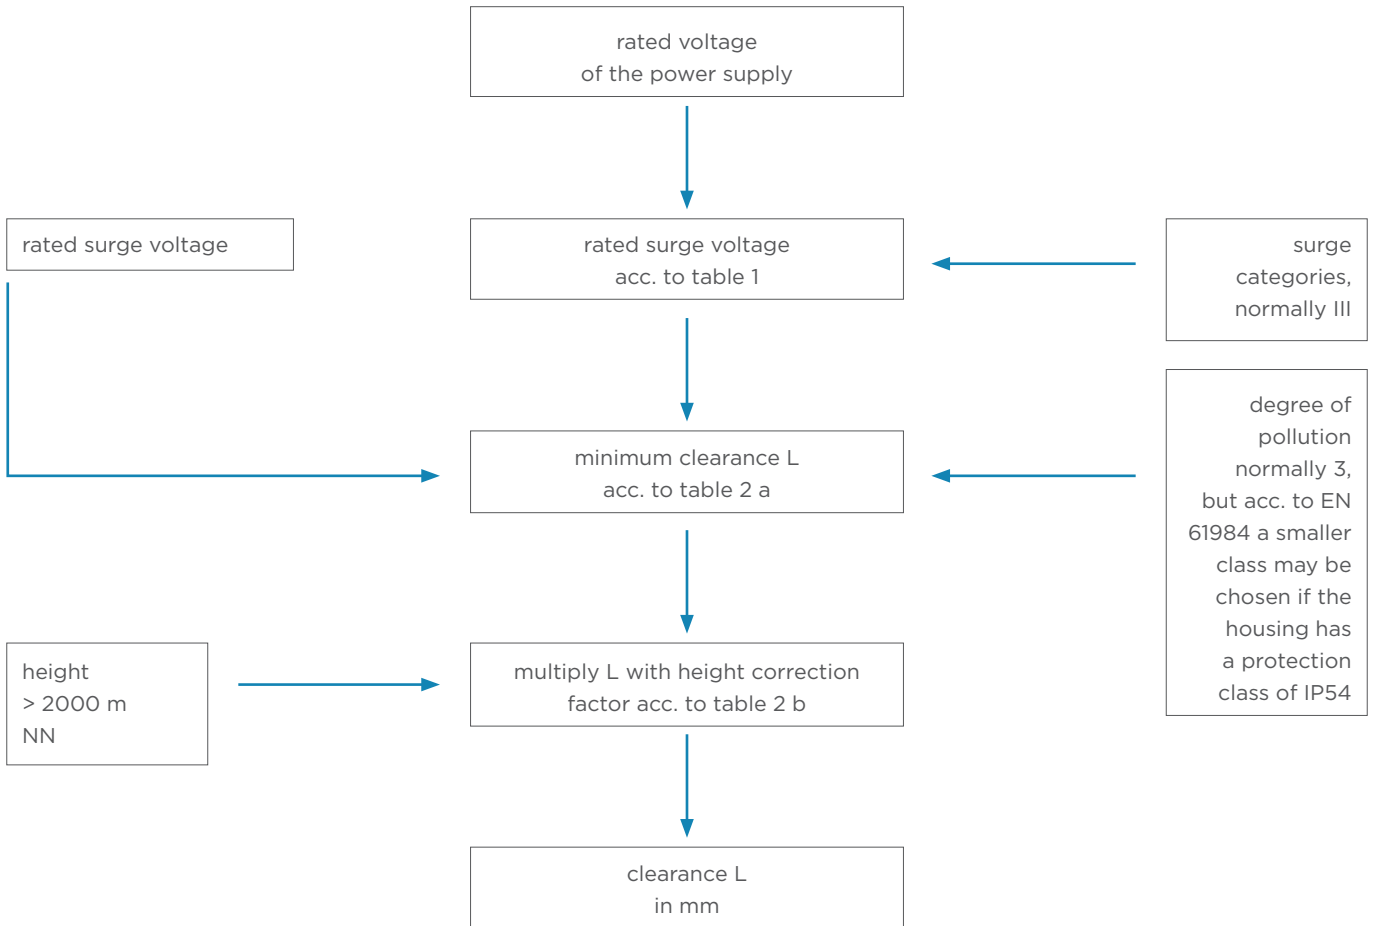 rated voltage
of the power supply
rated surge voltage
rated surge voltage
acc. to table 1
surge
categories,
normally III
minimum clearance L
acc. to table 2 a
degree of
pollution
normally 3,
but acc. to EN
61984 a smaller
class may be
chosen if the
housing has
a protection
class of IP54
height
> 2000 m
NN
multiply L with height correction
factor acc. to table 2 b
clearance L
in mm